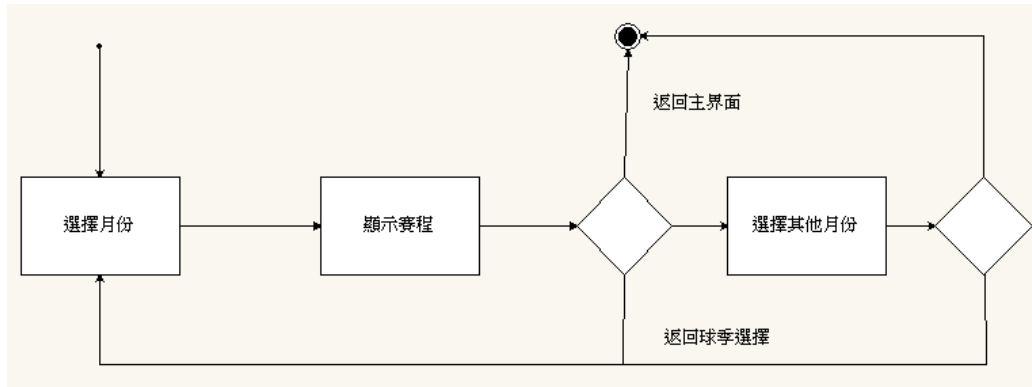 返回主界面
選擇月份
顯示賽程
選擇其他月份
返回球季選擇